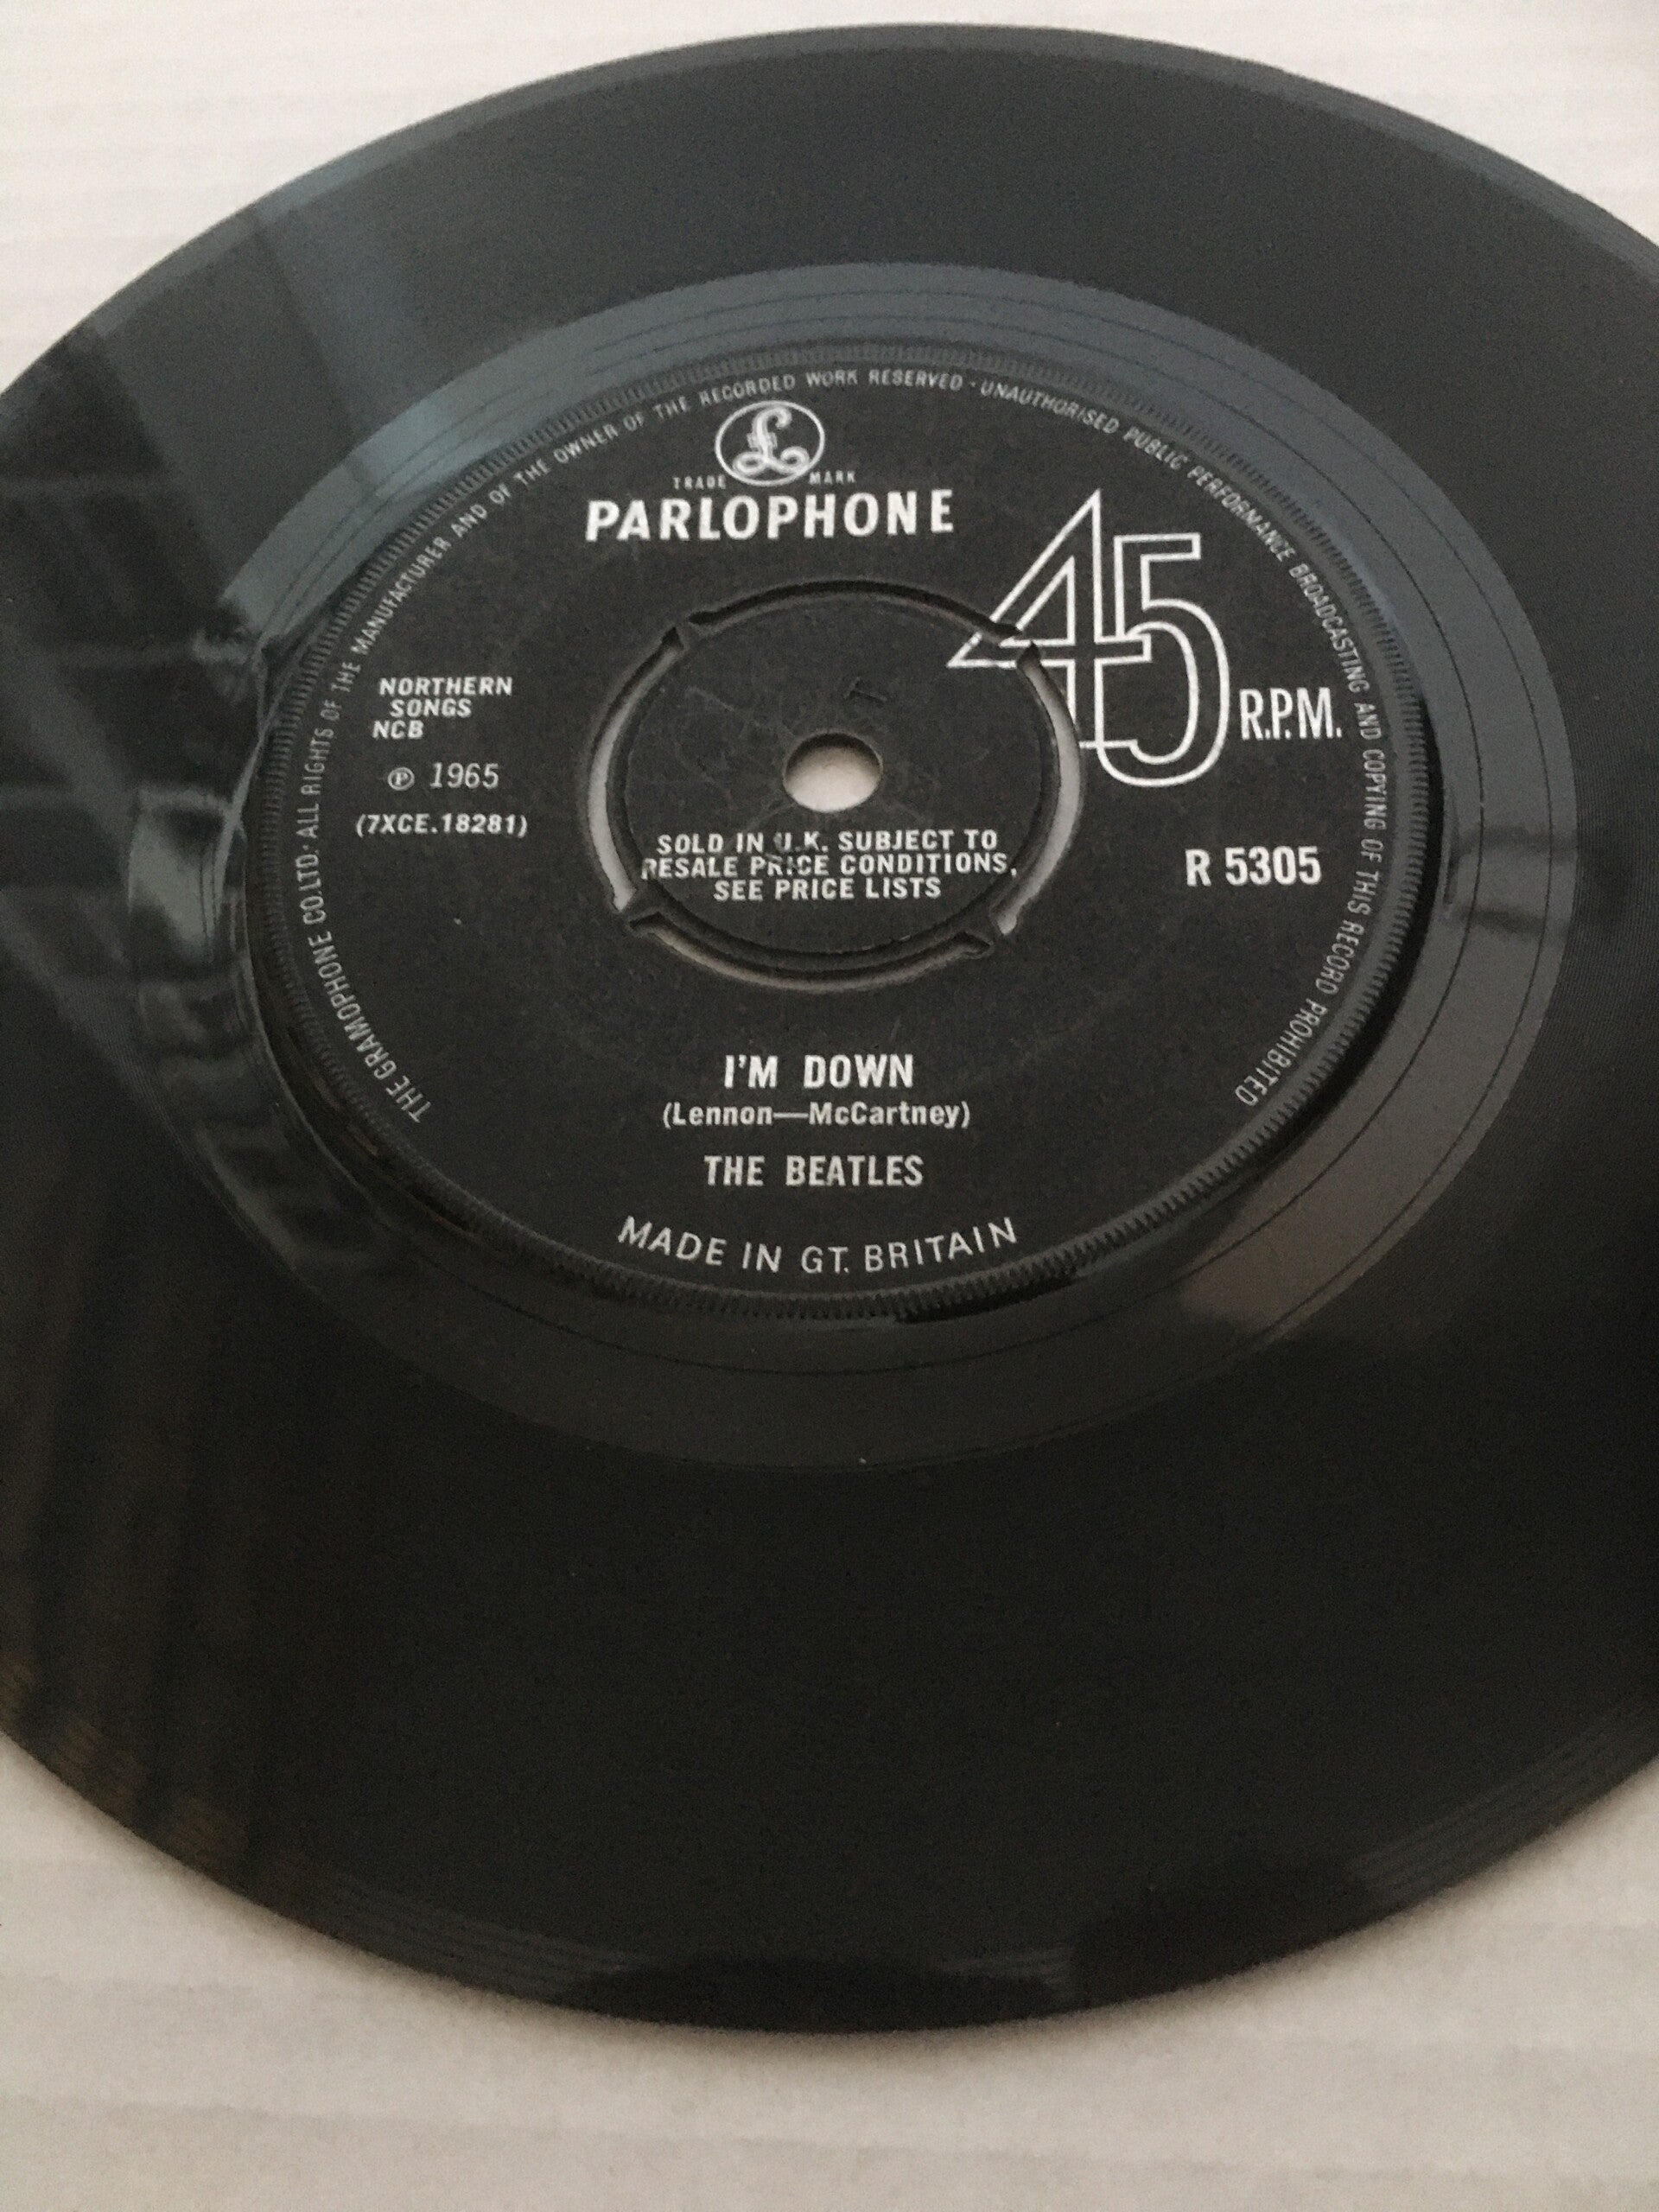 THE GRAMOPHONE CO. LTD. ALL RIGHTS OF THE MANUFACTURER AND OF THE OWNER OF THE RECORDED WORK RESERVED · UNAUTHORISED PUBLIC PERFORMANCE BROADCASTING AND COPYING OF THIS RECORD PROHIBITED
£
TRADE MARK
PARLOPHONE
45 R.P.M.
NORTHERN
SONGS
NCB
℗ 1965
(7XCE.18281)
T
SOLD IN U.K. SUBJECT TO
RESALE PRICE CONDITIONS,
SEE PRICE LISTS
R 5305
I'M DOWN
(Lennon—McCartney)
THE BEATLES
MADE IN GT. BRITAIN